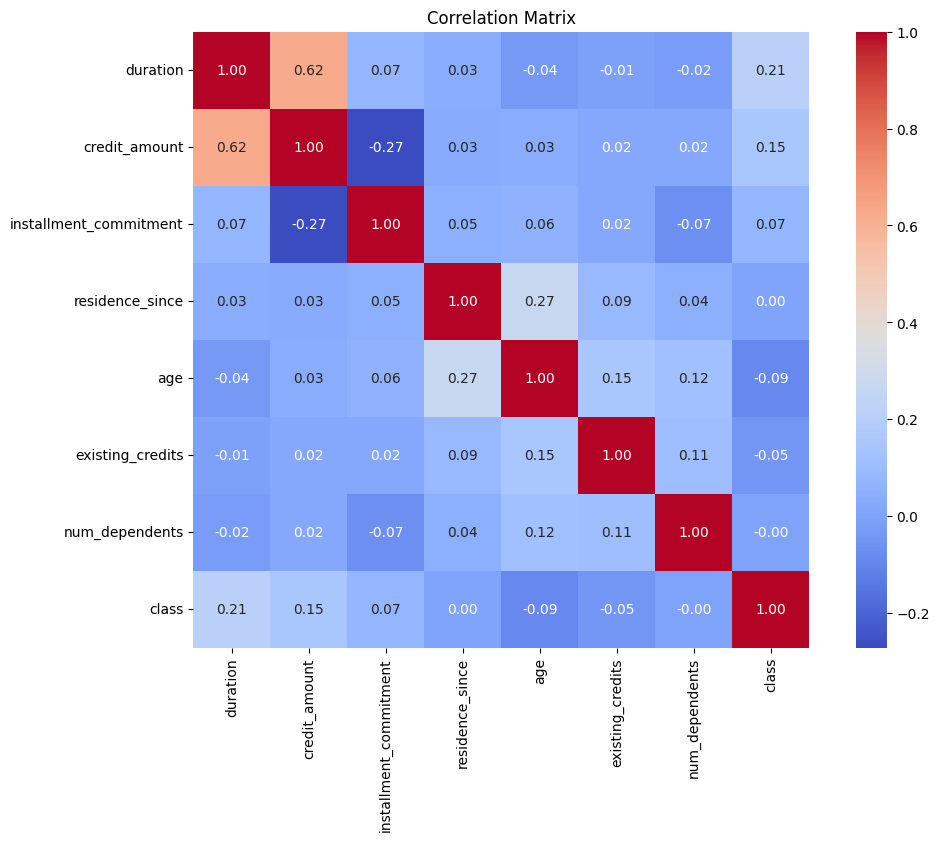 Correlation Matrix
duration 1.00 0.62 0.07 0.03 -0.04 -0.01 -0.02 0.21
credit_amount 0.62 1.00 -0.27 0.03 0.03 0.02 0.02 0.15
installment_commitment 0.07 -0.27 1.00 0.05 0.06 0.02 -0.07 0.07
residence_since 0.03 0.03 0.05 1.00 0.27 0.09 0.04 0.00
age -0.04 0.03 0.06 0.27 1.00 0.15 0.12 -0.09
existing_credits -0.01 0.02 0.02 0.09 0.15 1.00 0.11 -0.05
num_dependents -0.02 0.02 -0.07 0.04 0.12 0.11 1.00 -0.00
class 0.21 0.15 0.07 0.00 -0.09 -0.05 -0.00 1.00
duration
credit_amount
installment_commitment
residence_since
age
existing_credits
num_dependents
class
1.0
0.8
0.6
0.4
0.2
0.0
−0.2